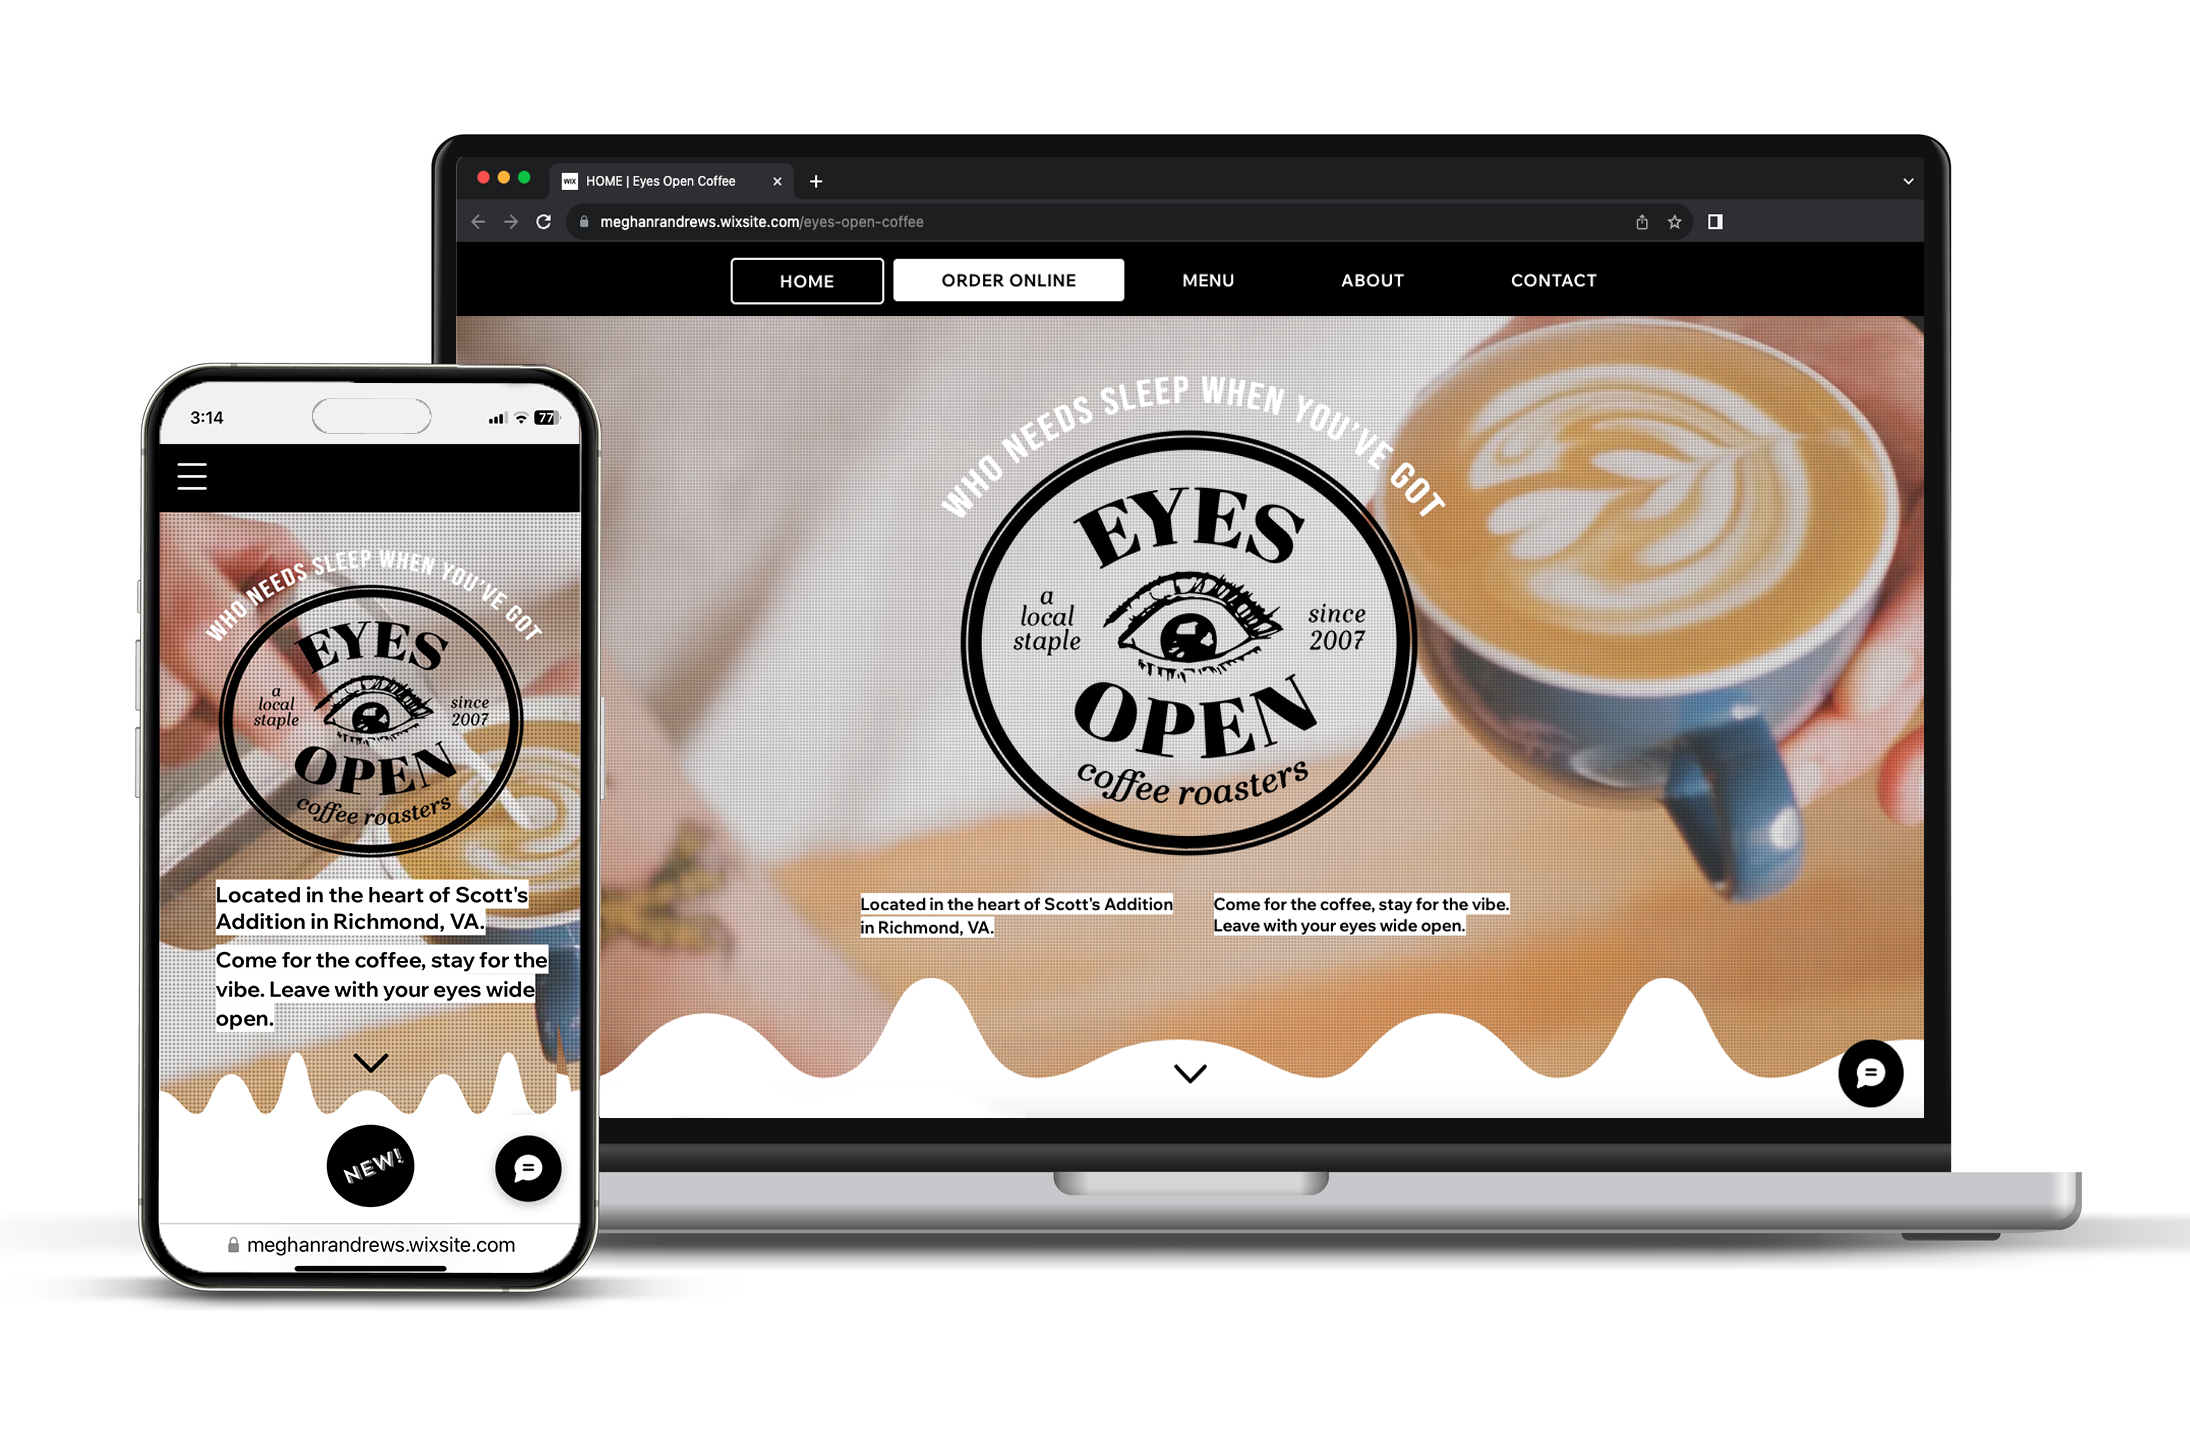 WiX
HOME | Eyes Open Coffee
meghanrandrews.wixsite.com/eyes-open-coffee
HOME
ORDER ONLINE
MENU
ABOUT
CONTACT
WHO NEEDS SLEEP WHEN YOU'VE GOT
EYES
a
local
staple
since
2007
OPEN
coffee roasters
Located in the heart of Scott's Addition
in Richmond, VA.
Come for the coffee, stay for the vibe.
Leave with your eyes wide open.
3:14
77
WHO NEEDS SLEEP WHEN YOU'VE GOT
EYES
a
local
staple
since
2007
OPEN
coffee roasters
Located in the heart of Scott's
Addition in Richmond, VA.
Come for the coffee, stay for the
vibe. Leave with your eyes wide
open.
NEW!
meghanrandrews.wixsite.com